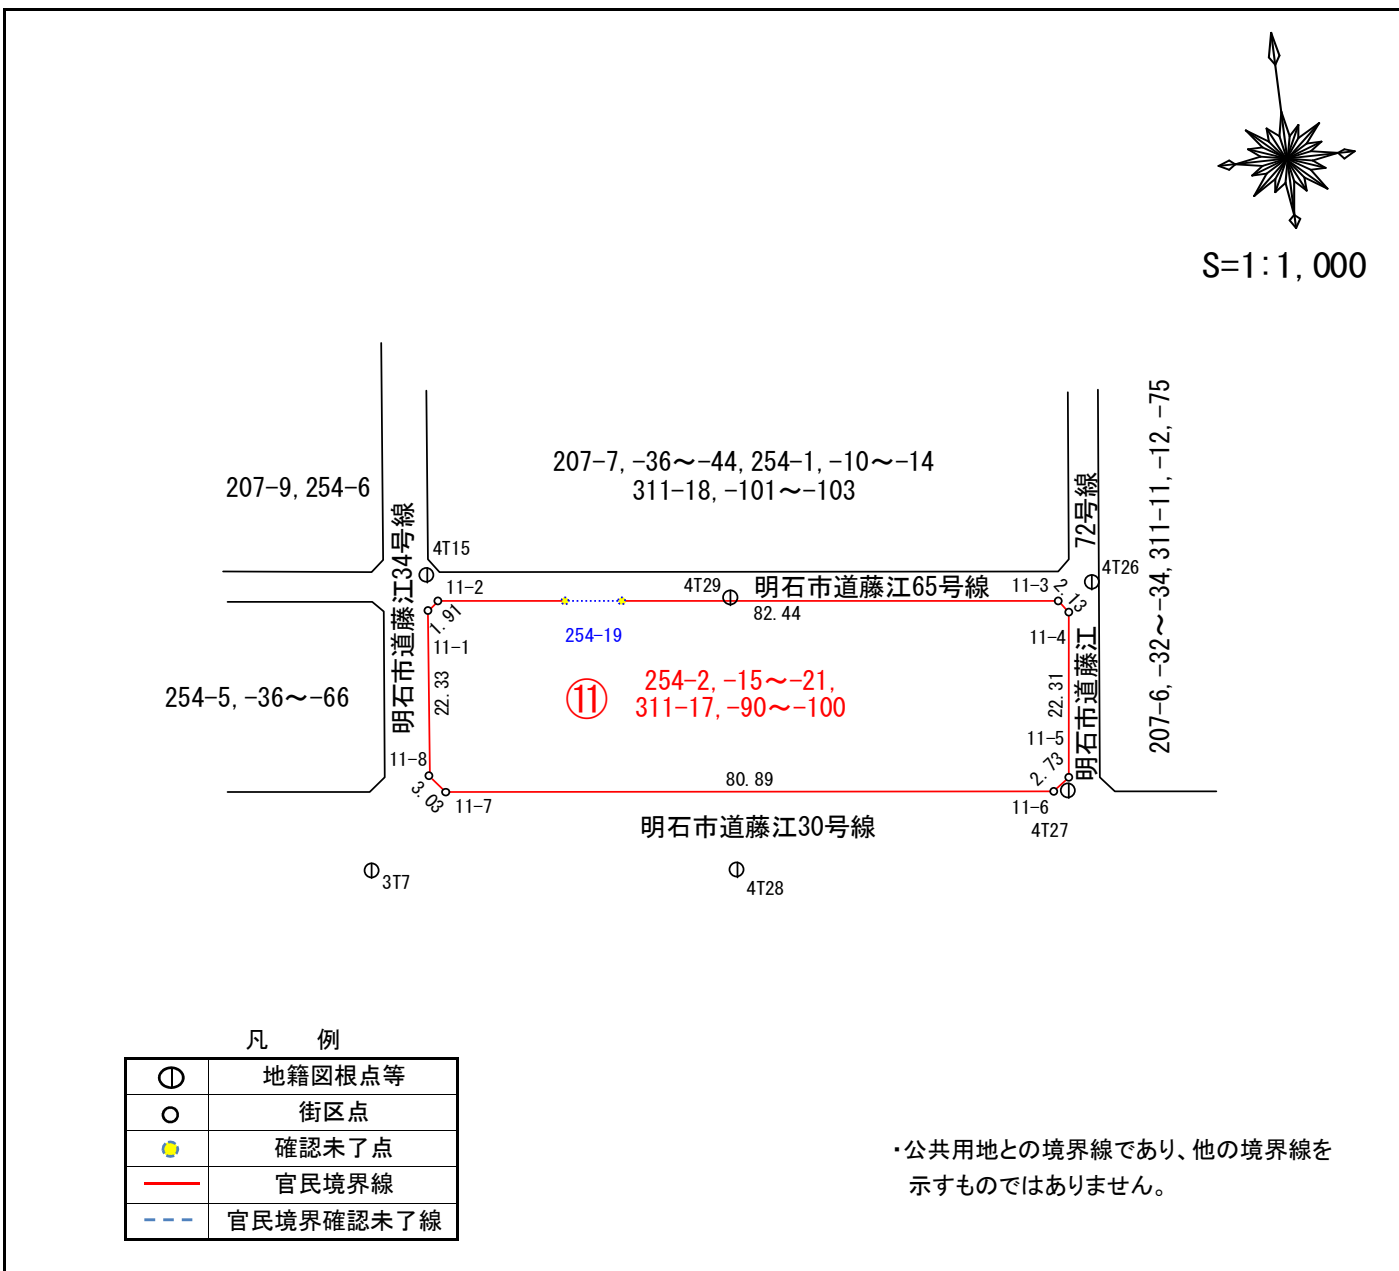 S=1:1,000
207-7,-36～-44,254-1,-10～-14
311-18,-101～-103
207-9,254-6
明石市道藤江34号線
72号線
207-6,-32～-34,311-11,-12,-75
4T15
4T26
11-2
4T29
明石市道藤江65号線
11-3
2.13
1.91
82.44
254-19
11-1
11-4
明石市道藤江
254-5,-36～-66
22.33
⑪
254-2,-15～-21,
311-17,-90～-100
22.31
11-5
11-8
2.73
80.89
3.03
11-7
11-6
明石市道藤江30号線
4T27
3T7
4T28
凡 例
地籍図根点等
街区点
確認未了点
官民境界線
官民境界確認未了線
・公共用地との境界線であり、他の境界線を
示すものではありません。